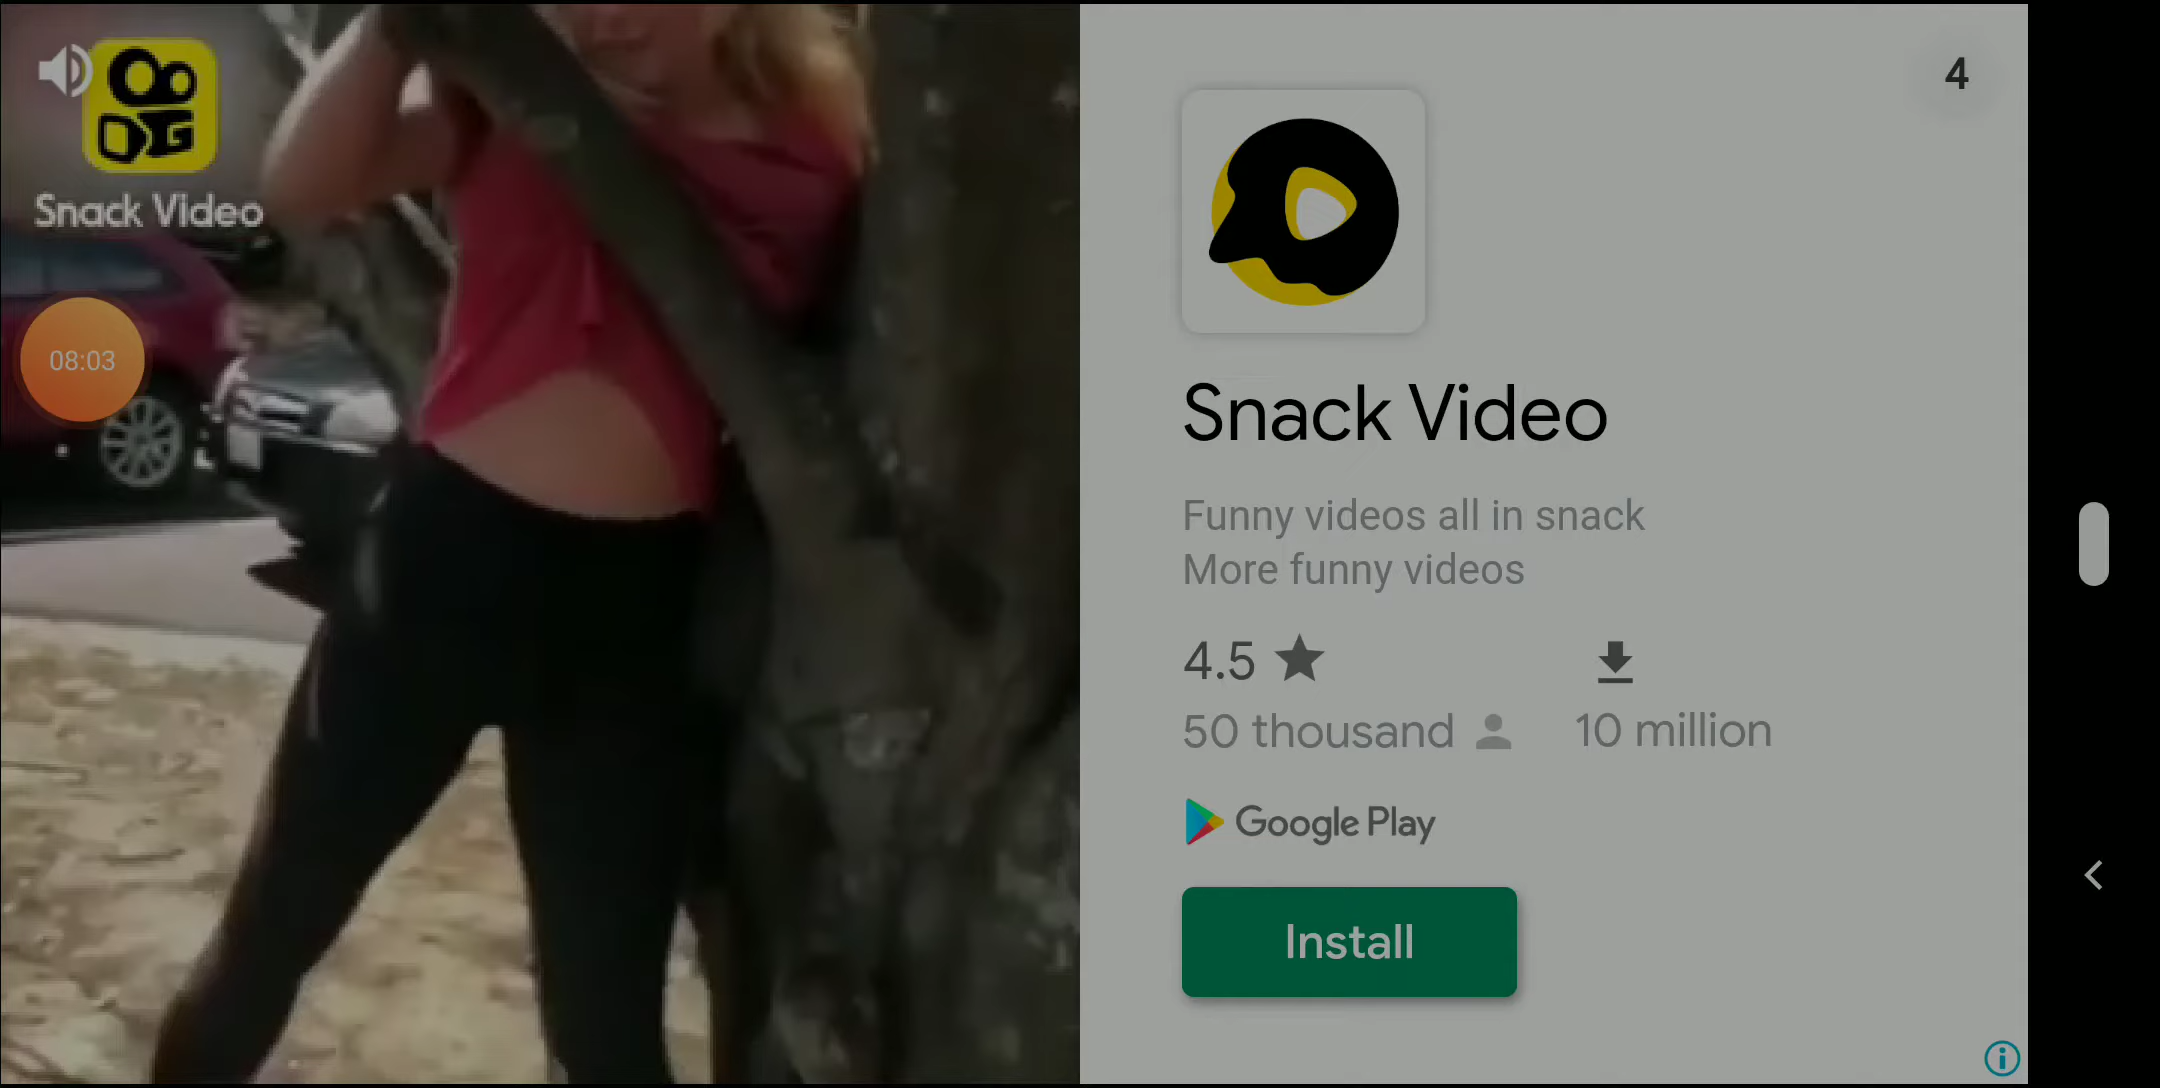 Snack Video
08:03
4
Snack Video
Funny videos all in snack
More funny videos
4.5
50 thousand
10 million
Google Play
Install